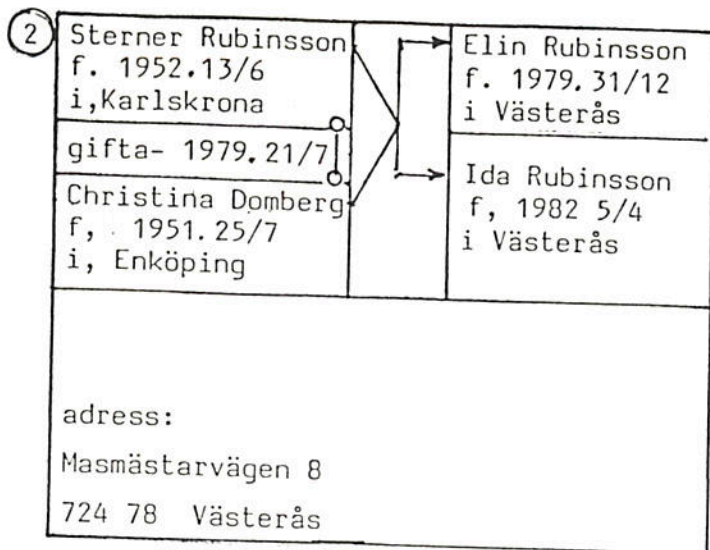 2
Sterner Rubinsson
f. 1952.13/6
i,Karlskrona
gifta- 1979.21/7
Christina Domberg
f, . 1951.25/7
i, Enköping
Elin Rubinsson
f. 1979.31/12
i Västerås
Ida Rubinsson
f, 1982 5/4
i Västerås
adress:
Masmästarvägen 8
724 78 Västerås